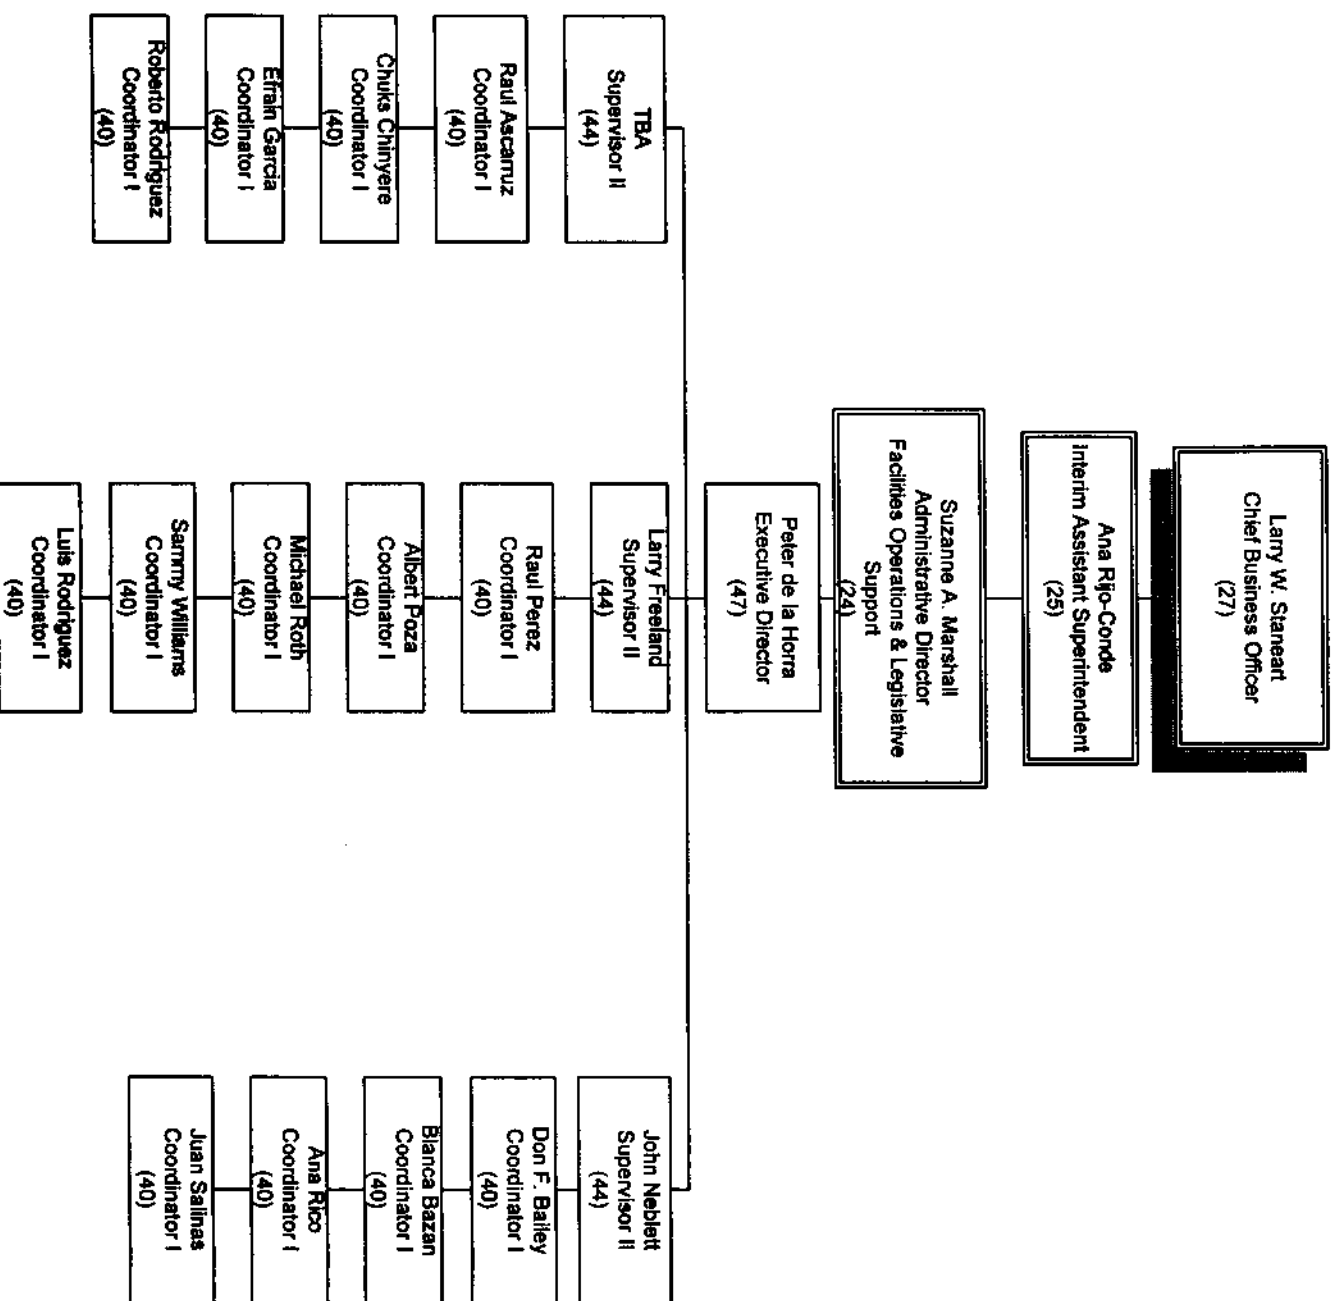 Larry W. Staneart
Chief Business Officer
(27)
Ana Rijo-Conde
Interim Assistant Superintendent
(25)
Suzanne A. Marshall
Administrative Director
Facilities Operations & Legislative
Support
(24)
Peter de la Horra
Executive Director
(47)
TBA
Supervisor II
(44)
Raul Ascarruz
Coordinator I
(40)
Chuks Chinyere
Coordinator I
(40)
Efrain Garcia
Coordinator I
(40)
Roberto Rodriguez
Coordinator I
(40)
Larry Freeland
Supervisor II
(44)
Raul Perez
Coordinator I
(40)
Albert Poza
Coordinator I
(40)
Michael Roth
Coordinator I
(40)
Sammy Williams
Coordinator I
(40)
Luis Rodriguez
Coordinator I
(40)
John Neblett
Supervisor II
(44)
Don F. Bailey
Coordinator I
(40)
Blanca Bazan
Coordinator I
(40)
Ana Rico
Coordinator I
(40)
Juan Salinas
Coordinator I
(40)